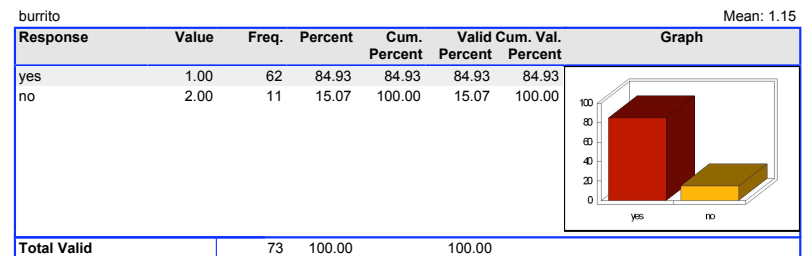 burrito Mean: 1.15
Response Value Freq. Percent Cum. Percent Valid Percent Cum. Val. Percent Graph
yes 1.00 62 84.93 84.93 84.93 84.93
no 2.00 11 15.07 100.00 15.07 100.00
100
80
60
40
20
0
yes no
Total Valid 73 100.00 100.00